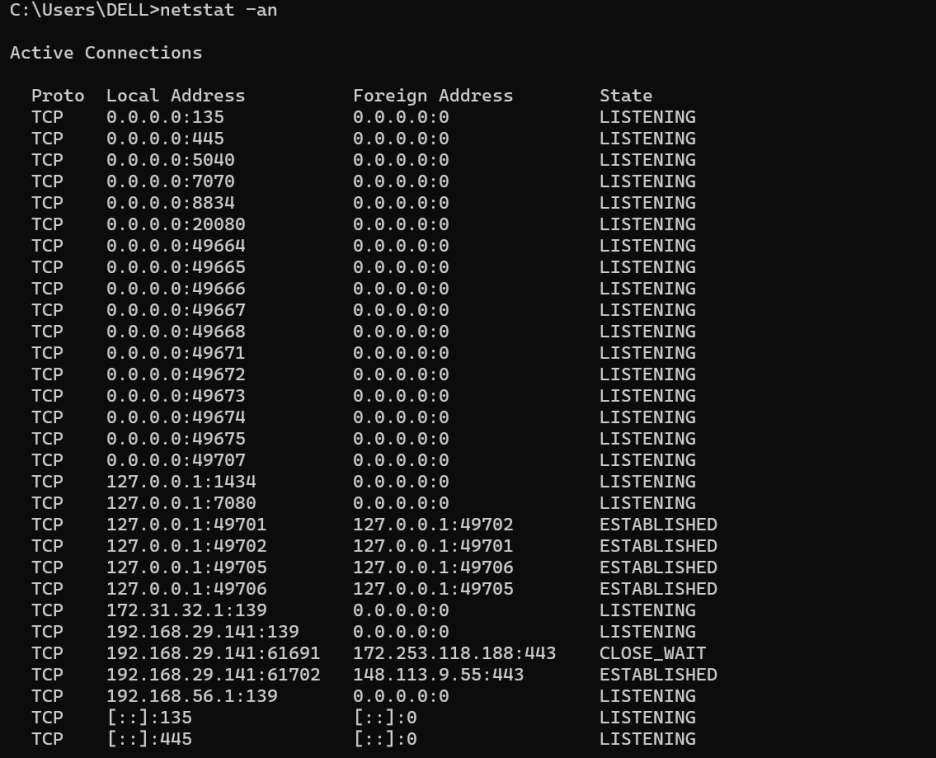 C:\Users\DELL>netstat -an
Active Connections
Proto Local Address Foreign Address State
TCP 0.0.0.0:135 0.0.0.0:0 LISTENING
TCP 0.0.0.0:445 0.0.0.0:0 LISTENING
TCP 0.0.0.0:5040 0.0.0.0:0 LISTENING
TCP 0.0.0.0:7070 0.0.0.0:0 LISTENING
TCP 0.0.0.0:8834 0.0.0.0:0 LISTENING
TCP 0.0.0.0:20080 0.0.0.0:0 LISTENING
TCP 0.0.0.0:49664 0.0.0.0:0 LISTENING
TCP 0.0.0.0:49665 0.0.0.0:0 LISTENING
TCP 0.0.0.0:49666 0.0.0.0:0 LISTENING
TCP 0.0.0.0:49667 0.0.0.0:0 LISTENING
TCP 0.0.0.0:49668 0.0.0.0:0 LISTENING
TCP 0.0.0.0:49671 0.0.0.0:0 LISTENING
TCP 0.0.0.0:49672 0.0.0.0:0 LISTENING
TCP 0.0.0.0:49673 0.0.0.0:0 LISTENING
TCP 0.0.0.0:49674 0.0.0.0:0 LISTENING
TCP 0.0.0.0:49675 0.0.0.0:0 LISTENING
TCP 0.0.0.0:49707 0.0.0.0:0 LISTENING
TCP 127.0.0.1:1434 0.0.0.0:0 LISTENING
TCP 127.0.0.1:7080 0.0.0.0:0 LISTENING
TCP 127.0.0.1:49701 127.0.0.1:49702 ESTABLISHED
TCP 127.0.0.1:49702 127.0.0.1:49701 ESTABLISHED
TCP 127.0.0.1:49705 127.0.0.1:49706 ESTABLISHED
TCP 127.0.0.1:49706 127.0.0.1:49705 ESTABLISHED
TCP 172.31.32.1:139 0.0.0.0:0 LISTENING
TCP 192.168.29.141:139 0.0.0.0:0 LISTENING
TCP 192.168.29.141:61691 172.253.118.188:443 CLOSE_WAIT
TCP 192.168.29.141:61702 148.113.9.55:443 ESTABLISHED
TCP 192.168.56.1:139 0.0.0.0:0 LISTENING
TCP [::]:135 [::]:0 LISTENING
TCP [::]:445 [::]:0 LISTENING